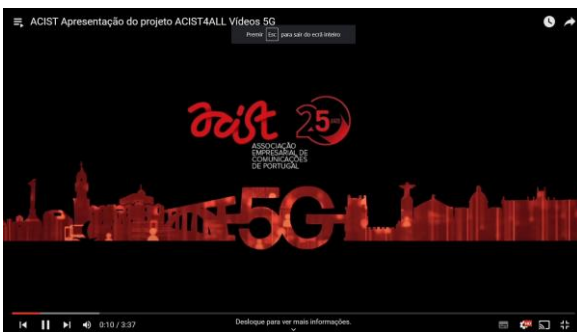 ACIST Apresentação do projeto ACIST4ALL Vídeos 5G
Premir Esc para sair do ecrã inteiro
acist 25
ASSOCIAÇÃO
EMPRESARIAL DE
COMUNICAÇÕES
DE PORTUGAL
5G
0:10 / 3:37
Desloque para ver mais informações.